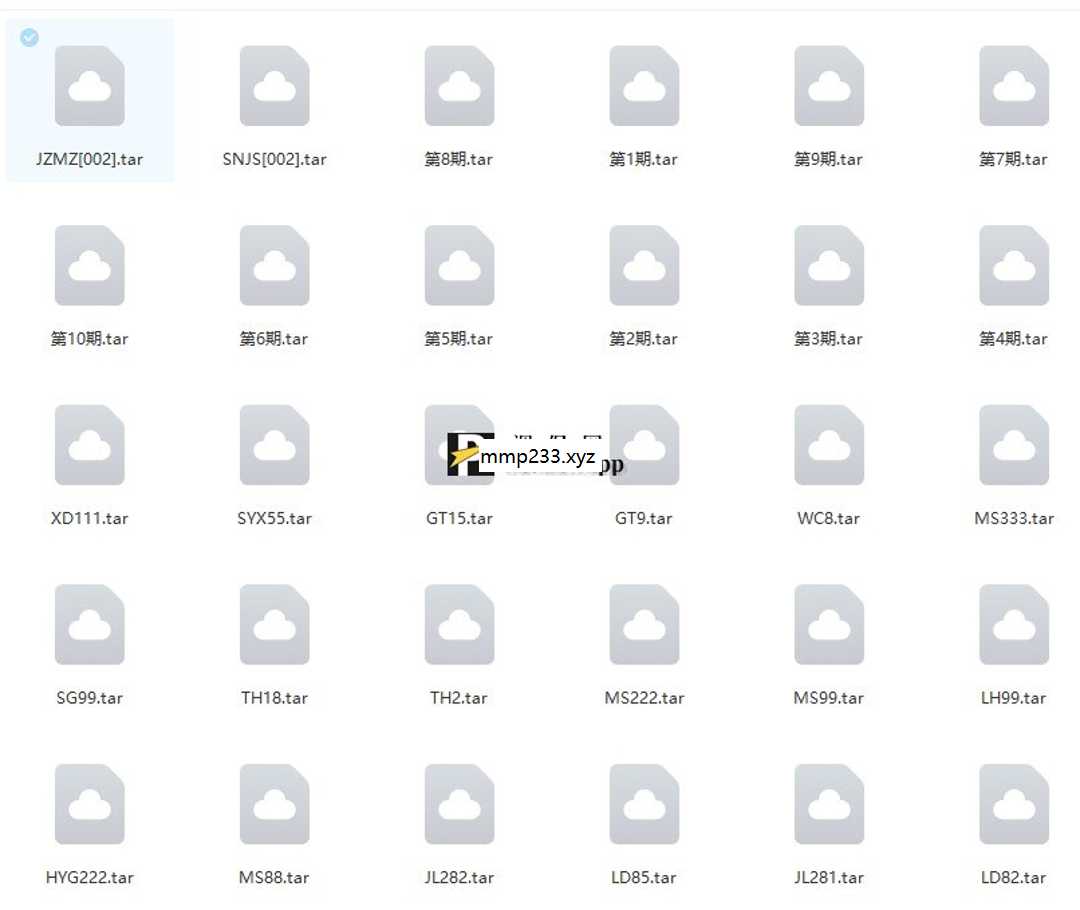 JZMZ[002].tar SNJS[002].tar 第8期.tar 第1期.tar 第9期.tar 第7期.tar
第10期.tar 第6期.tar 第5期.tar 第2期.tar 第3期.tar 第4期.tar
mmp233.xyz
pp
XD111.tar SYX55.tar GT15.tar GT9.tar WC8.tar MS333.tar
SG99.tar TH18.tar TH2.tar MS222.tar MS99.tar LH99.tar
HYG222.tar MS88.tar JL282.tar LD85.tar JL281.tar LD82.tar